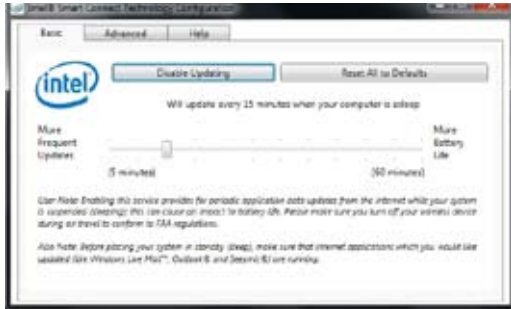 Intel® Smart Connect Technology Configuration
Basic Advanced Help
intel
Disable Updating Reset All to Defaults
Will update every 15 minutes when your computer is asleep
More Frequent Updates
More Battery Life
(5 minutes) (60 minutes)
User Note: Enabling this service provides for periodic application data updates from the internet while your system
is suspended (sleeping); this can cause an impact to battery life. Please make sure you turn off your wireless device
during air travel to conform to FAA regulations.
Also Note: Before placing your system in standby (sleep), make sure that internet applications which you would like
updated (like Windows Live Mail™, Outlook® and Seesmic®) are running.